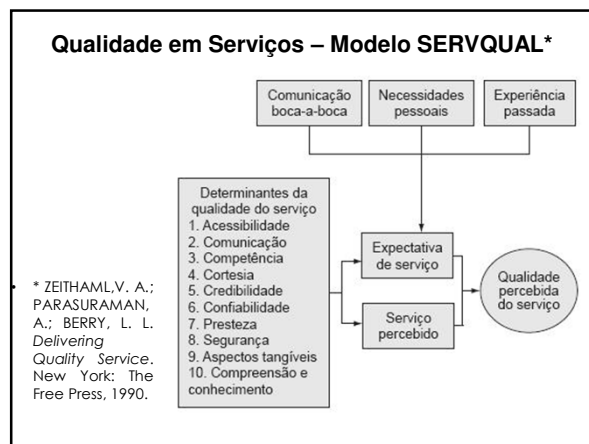 Qualidade em Serviços – Modelo SERVQUAL*
Comunicação
boca-a-boca
Necessidades
pessoais
Experiência
passada
Determinantes da
qualidade do serviço
1. Acessibilidade
2. Comunicação
3. Competência
4. Cortesia
5. Credibilidade
6. Confiabilidade
7. Presteza
8. Segurança
9. Aspectos tangíveis
10. Compreensão e
conhecimento
Expectativa
de serviço
Serviço
percebido
Qualidade
percebida
do serviço
• * ZEITHAML,V. A.;
PARASURAMAN,
A.; BERRY, L. L.
Delivering
Quality Service.
New York: The
Free Press, 1990.